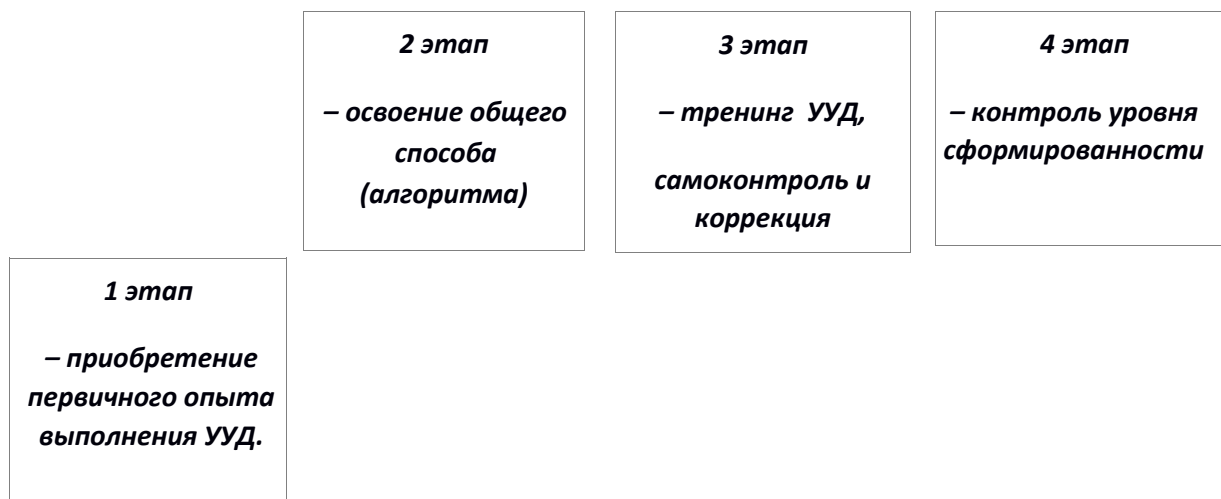 2 этап
– освоение общего
способа
(алгоритма)
3 этап
– тренинг УУД,
самоконтроль и
коррекция
4 этап
– контроль уровня
сформированности
1 этап
– приобретение
первичного опыта
выполнения УУД.